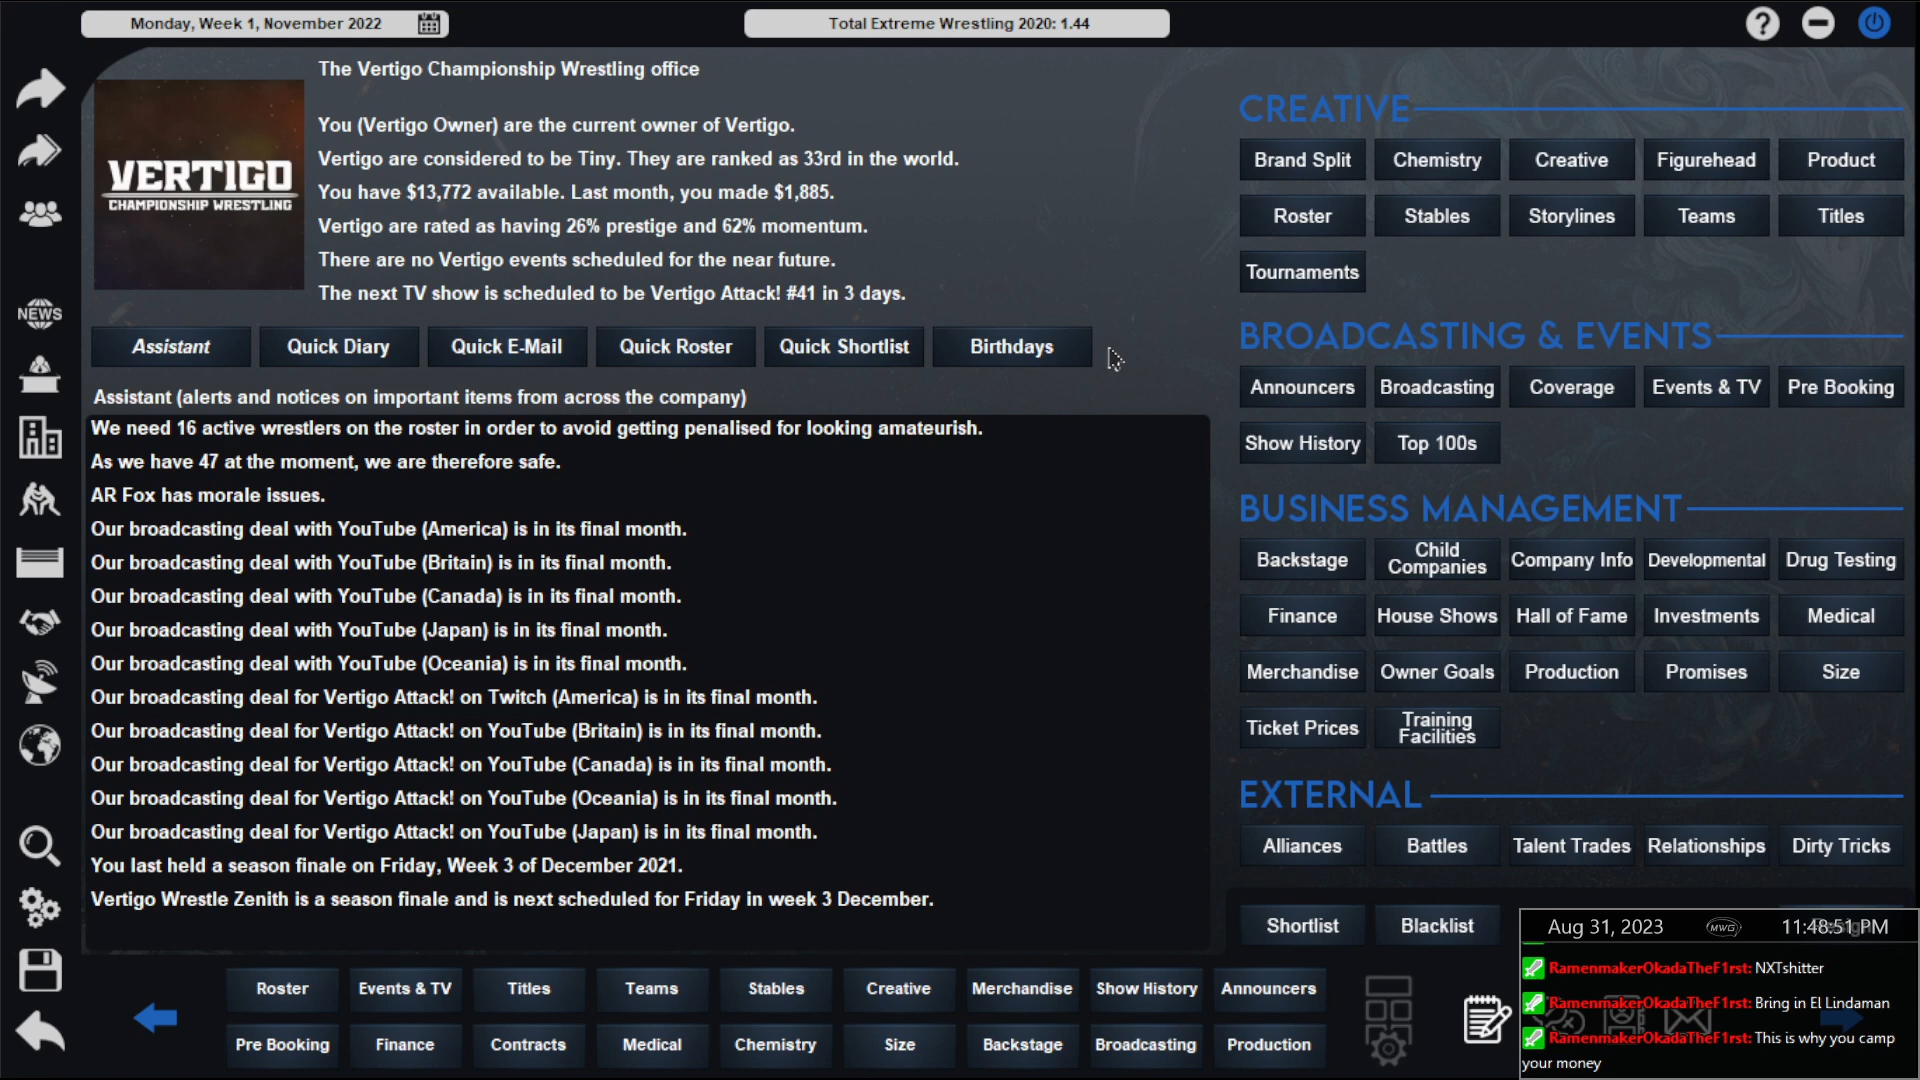 Monday, Week 1, November 2022
Total Extreme Wrestling 2020: 1.44
?
The Vertigo Championship Wrestling office
VERTIGO
CHAMPIONSHIP WRESTLING
You (Vertigo Owner) are the current owner of Vertigo.
Vertigo are considered to be Tiny. They are ranked as 33rd in the world.
You have $13,772 available. Last month, you made $1,885.
Vertigo are rated as having 26% prestige and 62% momentum.
There are no Vertigo events scheduled for the near future.
The next TV show is scheduled to be Vertigo Attack! #41 in 3 days.
NEWS
Assistant Quick Diary Quick E-Mail Quick Roster Quick Shortlist Birthdays
Assistant (alerts and notices on important items from across the company)
We need 16 active wrestlers on the roster in order to avoid getting penalised for looking amateurish.
As we have 47 at the moment, we are therefore safe.
AR Fox has morale issues.
Our broadcasting deal with YouTube (America) is in its final month.
Our broadcasting deal with YouTube (Britain) is in its final month.
Our broadcasting deal with YouTube (Canada) is in its final month.
Our broadcasting deal with YouTube (Japan) is in its final month.
Our broadcasting deal with YouTube (Oceania) is in its final month.
Our broadcasting deal for Vertigo Attack! on Twitch (America) is in its final month.
Our broadcasting deal for Vertigo Attack! on YouTube (Britain) is in its final month.
Our broadcasting deal for Vertigo Attack! on YouTube (Canada) is in its final month.
Our broadcasting deal for Vertigo Attack! on YouTube (Oceania) is in its final month.
Our broadcasting deal for Vertigo Attack! on YouTube (Japan) is in its final month.
You last held a season finale on Friday, Week 3 of December 2021.
Vertigo Wrestle Zenith is a season finale and is next scheduled for Friday in week 3 December.
CREATIVE
Brand Split Chemistry Creative Figurehead Product
Roster Stables Storylines Teams Titles
Tournaments
BROADCASTING & EVENTS
Announcers Broadcasting Coverage Events & TV Pre Booking
Show History Top 100s
BUSINESS MANAGEMENT
Backstage Child Companies Company Info Developmental Drug Testing
Finance House Shows Hall of Fame Investments Medical
Merchandise Owner Goals Production Promises Size
Ticket Prices Training Facilities
EXTERNAL
Alliances Battles Talent Trades Relationships Dirty Tricks
Shortlist Blacklist
Aug 31, 2023 MWG 11:48:51 PM
RamenmakerOkadaTheF1rst: NXTshitter
RamenmakerOkadaTheF1rst: Bring in El Lindaman
RamenmakerOkadaTheF1rst: This is why you camp
your money
Roster Events & TV Titles Teams Stables Creative Merchandise Show History Announcers
Pre Booking Finance Contracts Medical Chemistry Size Backstage Broadcasting Production